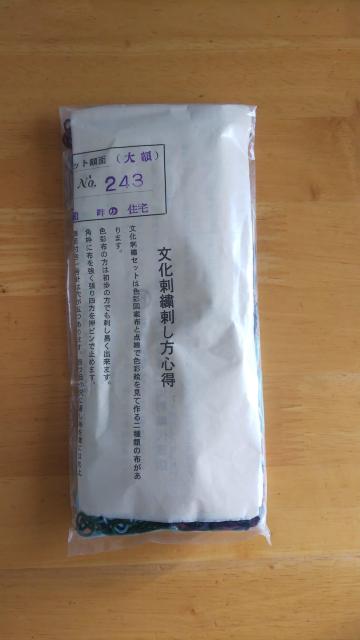 ット額面 (大額)
No. 243
畔の住宅
文化刺繍刺し方心得
文化刺繍セットは色彩図案布と点線で色彩絵を見て作る二種類の布があ
ります。
色彩布の方は初歩の方でも刺し易く出来ます。
角枠に布を強く張り四方を押ピンで止めます。